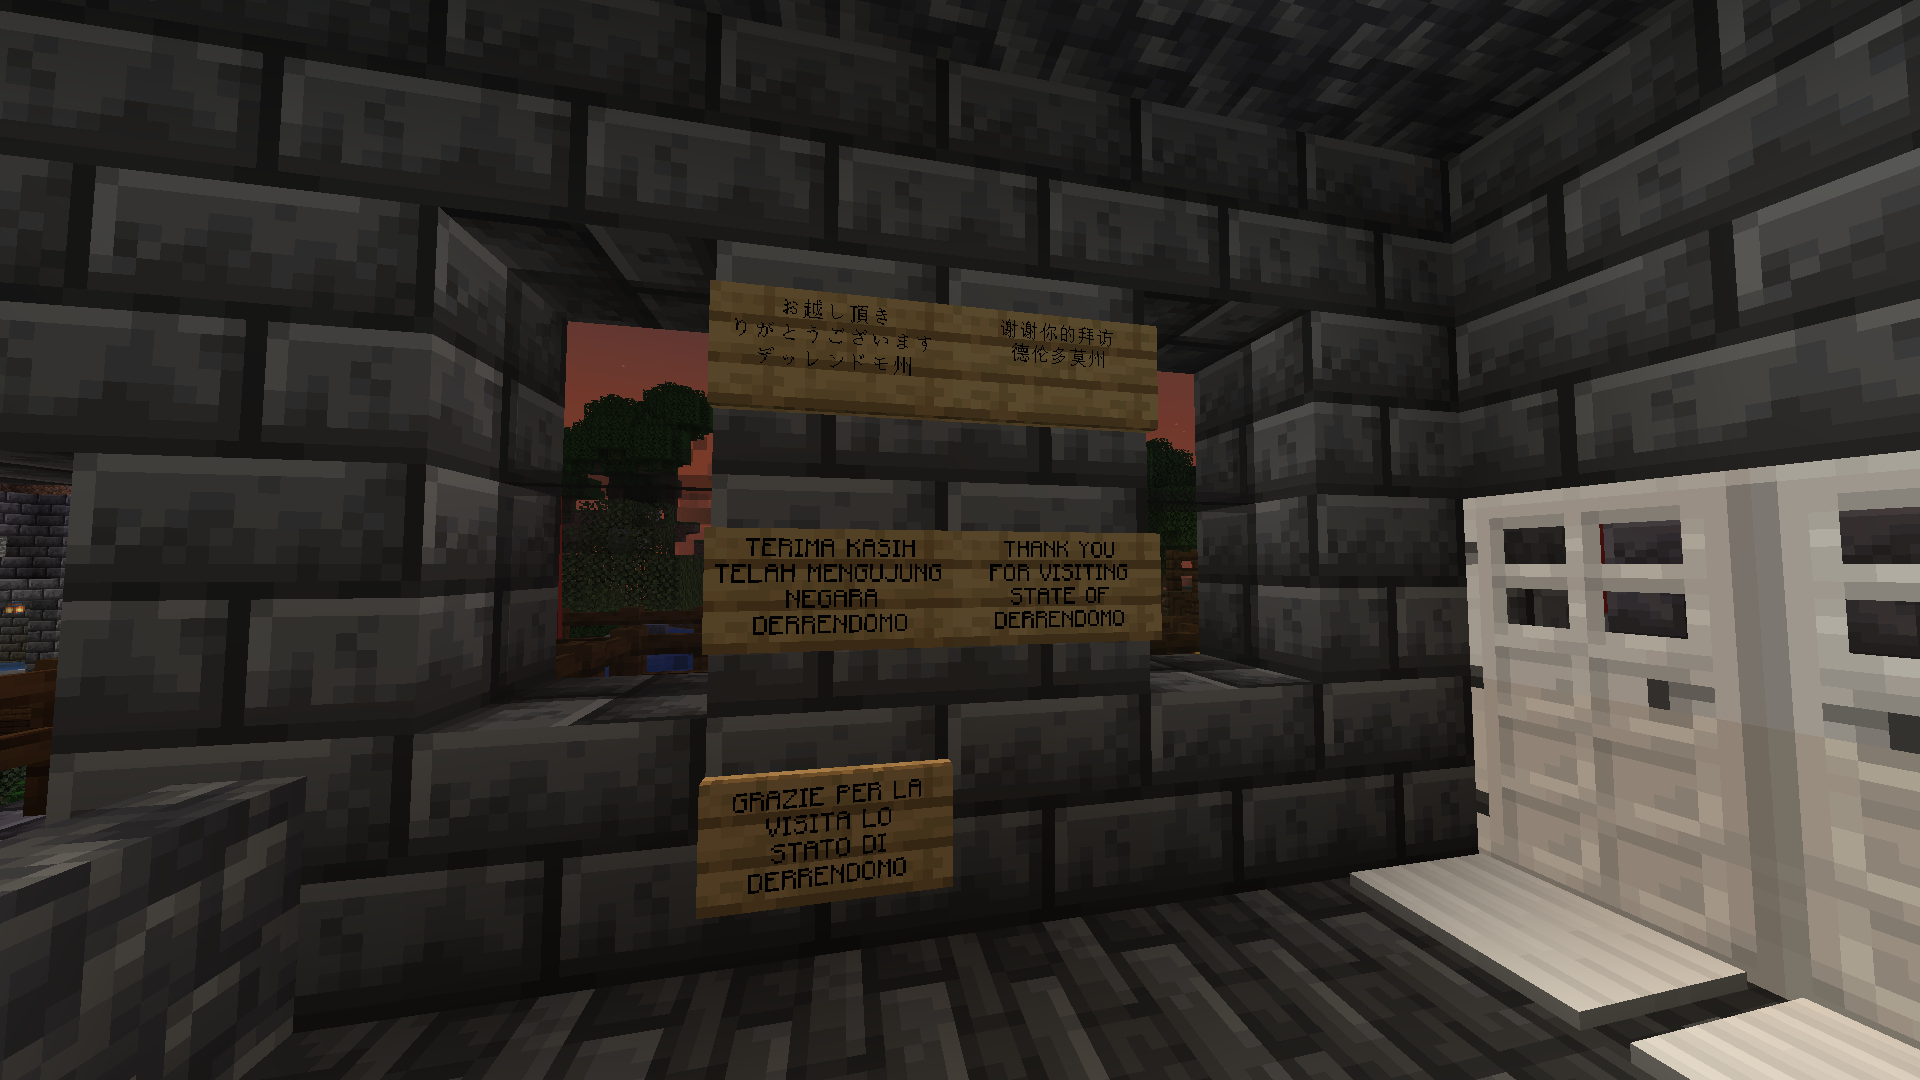 お越し頂き
りがとうございます
デッレンドモ州
谢谢你的拜访
德伦多莫州
TERIMA KASIH
TELAH MENGUJUNG
NEGARA
DERRENDOMO
THANK YOU
FOR VISITING
STATE OF
DERRENDOMO
GRAZIE PER LA
VISITA LO
STATO DI
DERRENDOMO